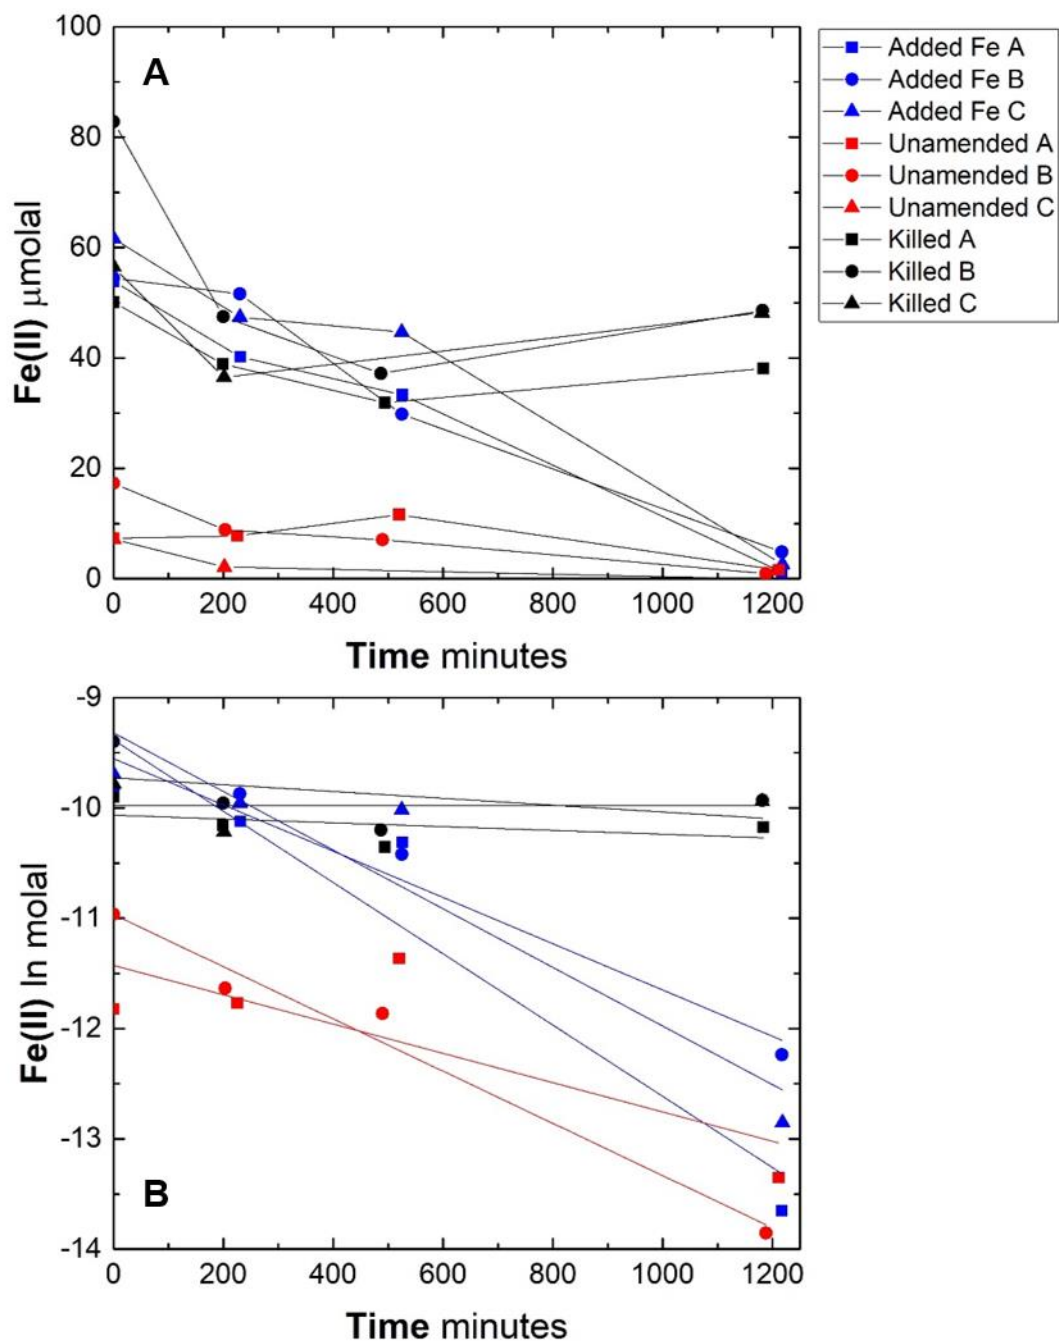 100
80
60
40
20
0
Fe(II) μmolal
A
0 200 400 600 800 1000 1200
Time minutes
Added Fe A
Added Fe B
Added Fe C
Unamended A
Unamended B
Unamended C
Killed A
Killed B
Killed C
-9
-10
-11
-12
-13
-14
Fe(II) ln molal
B
0 200 400 600 800 1000 1200
Time minutes